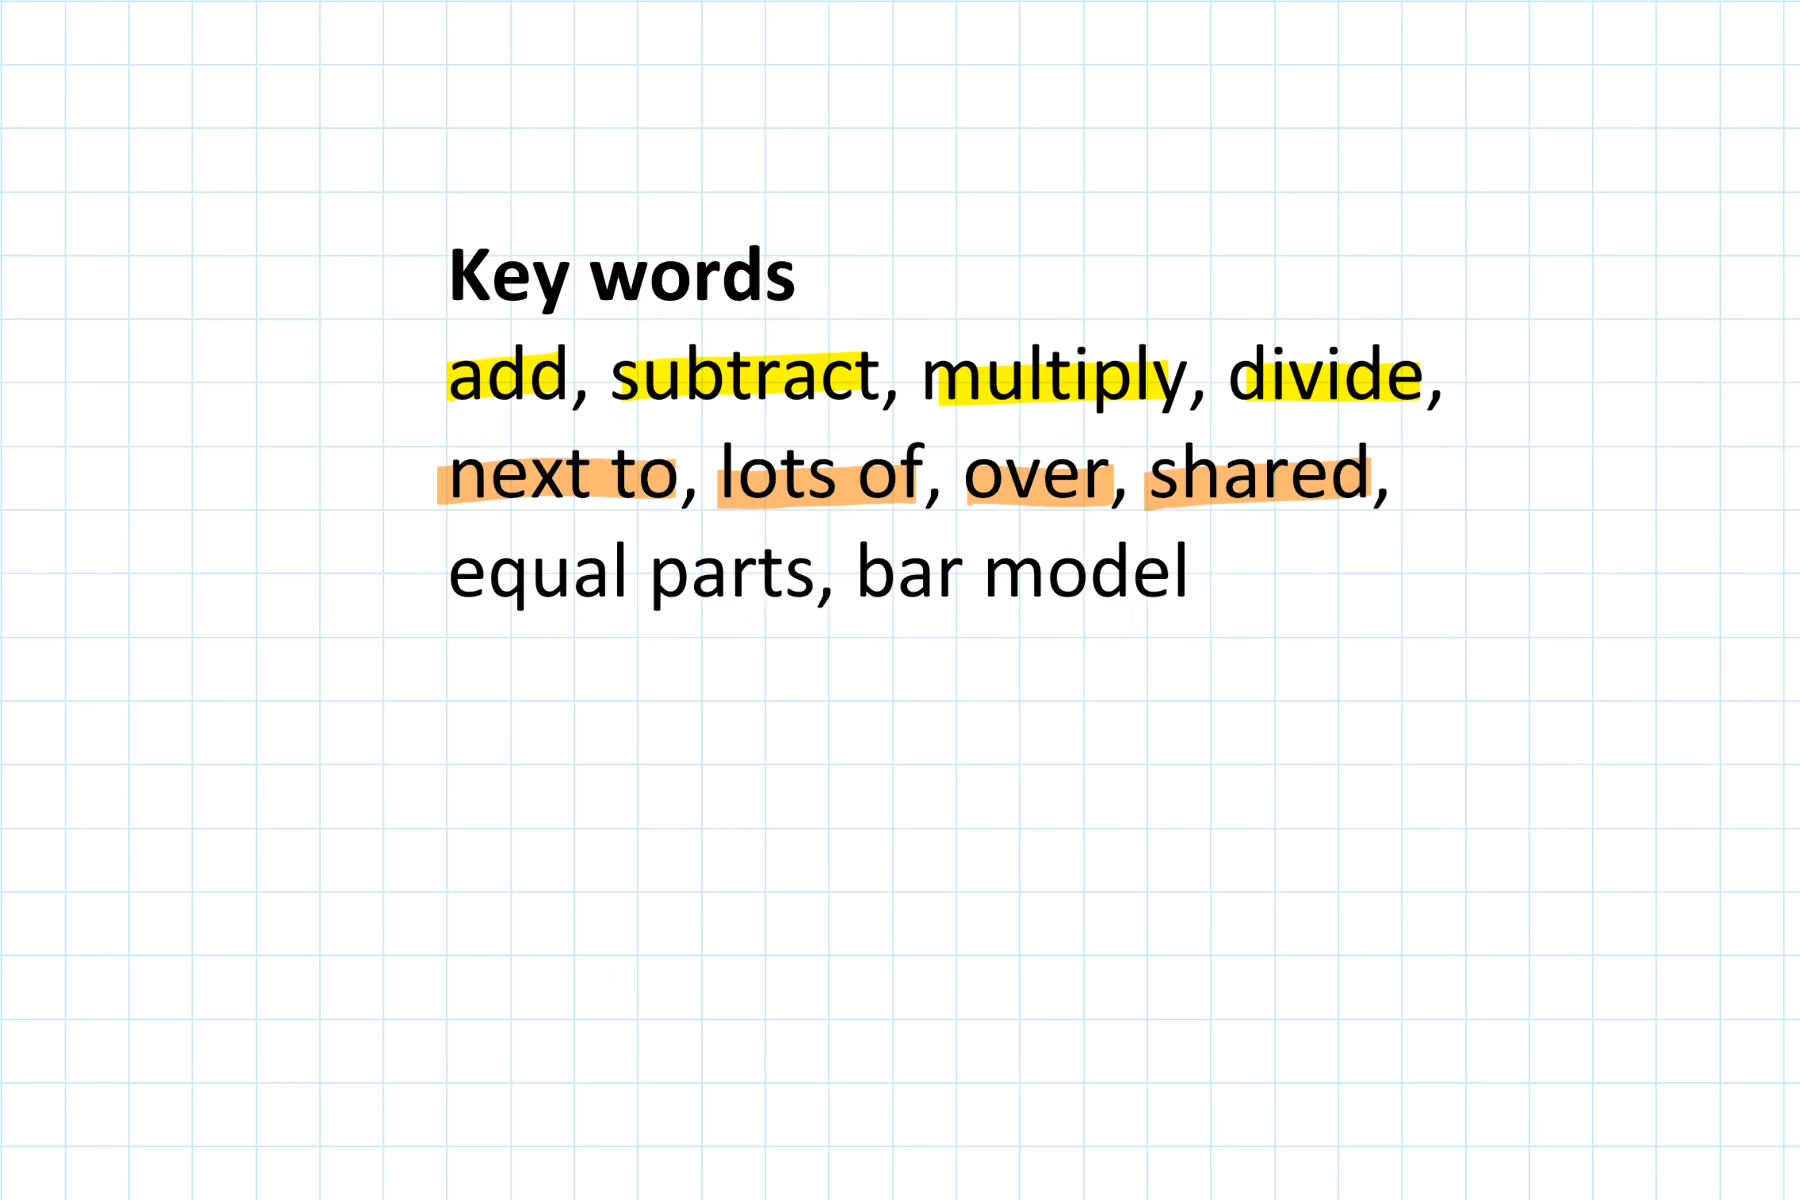 Key words
add, subtract, multiply, divide,
next to, lots of, over, shared,
equal parts, bar model